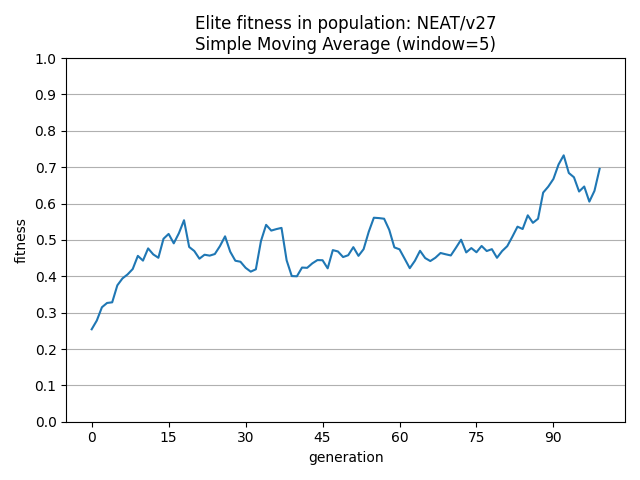 Elite fitness in population: NEAT/v27
Simple Moving Average (window=5)
1.0
0.9
0.8
0.7
0.6
0.5
0.4
0.3
0.2
0.1
0.0
fitness
0 15 30 45 60 75 90
generation